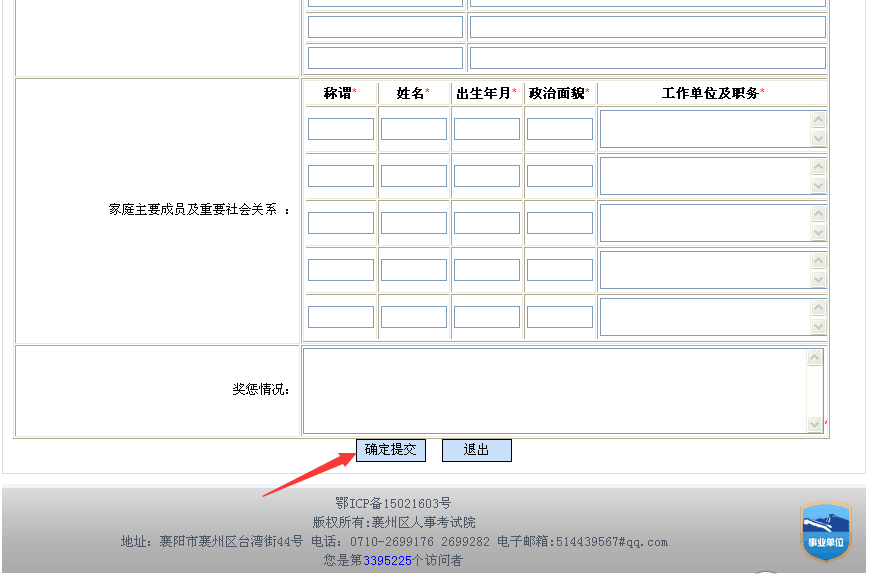 称谓* 姓名* 出生年月* 政治面貌* 工作单位及职务*
家庭主要成员及重要社会关系 ：
奖惩情况：
*
确定提交 退出
鄂ICP备15021603号
版权所有:襄州区人事考试院
地址：襄阳市襄州区台湾街44号 电话：0710-2699176 2699282 电子邮箱:514439567#qq.com
您是第3395225个访问者
事业单位